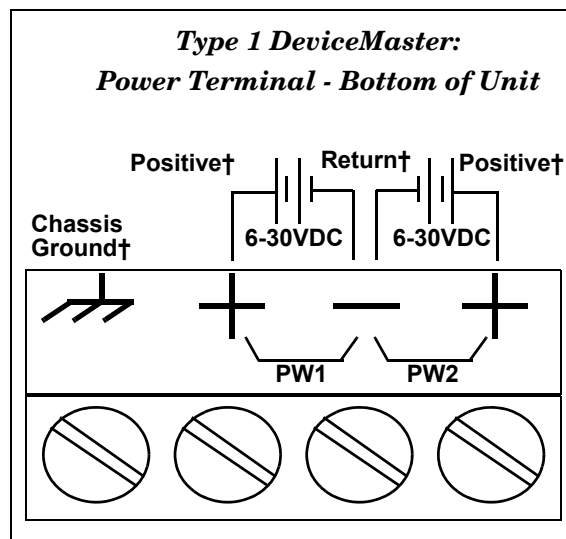 Type 1 DeviceMaster:
Power Terminal - Bottom of Unit
Positive† Return† Positive†
Chassis
Ground†
6-30VDC 6-30VDC
PW1 PW2